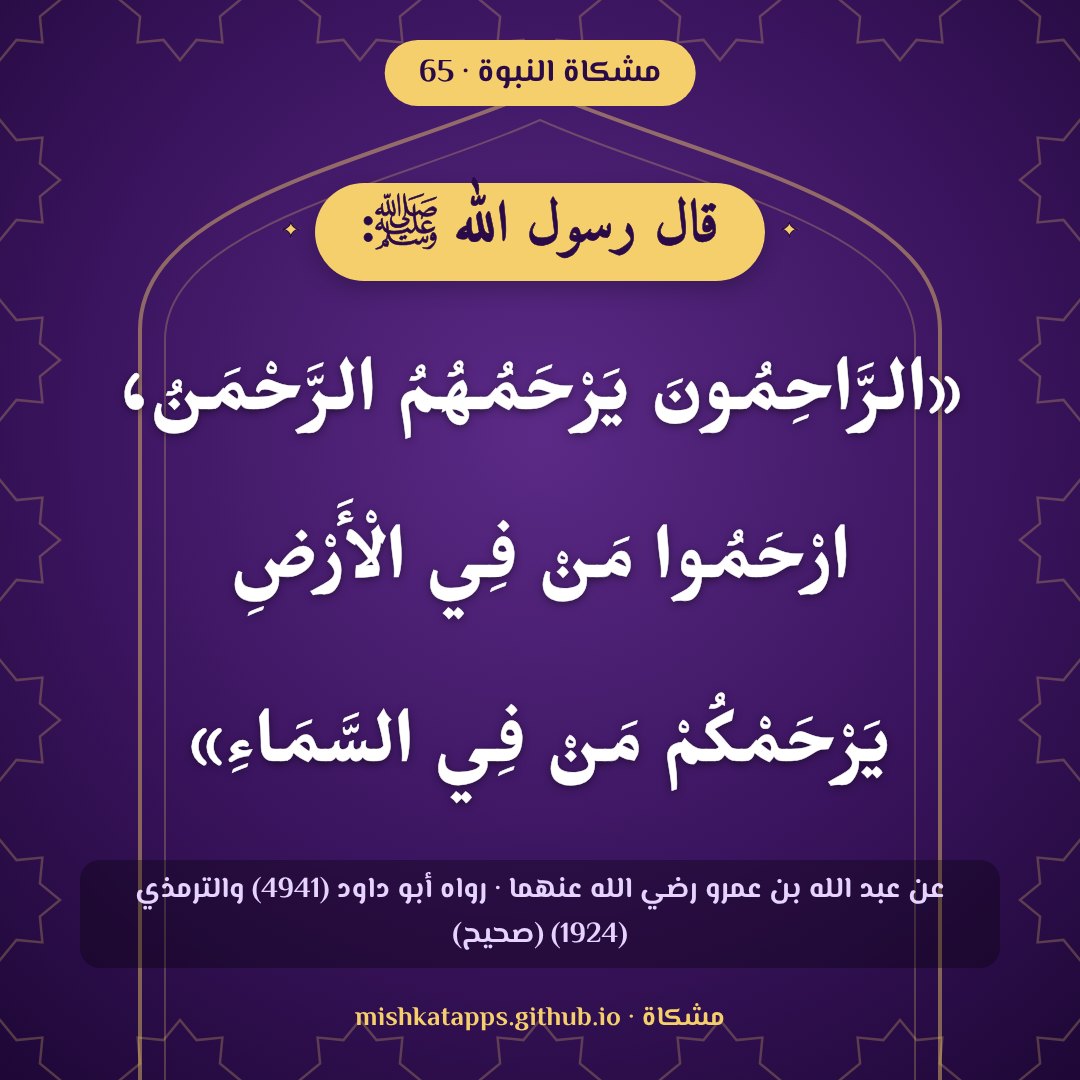 مشكاة النبوة · 65
قال رسول الله ﷺ:
«الرَّاحِمُونَ يَرْحَمُهُمُ الرَّحْمَنُ،
ارْحَمُوا مَنْ فِي الْأَرْضِ
يَرْحَمْكُمْ مَنْ فِي السَّمَاءِ»
عن عبد الله بن عمرو رضي الله عنهما · رواه أبو داود (4941) والترمذي
(1924) (صحيح)
مشكاة · mishkatapps.github.io